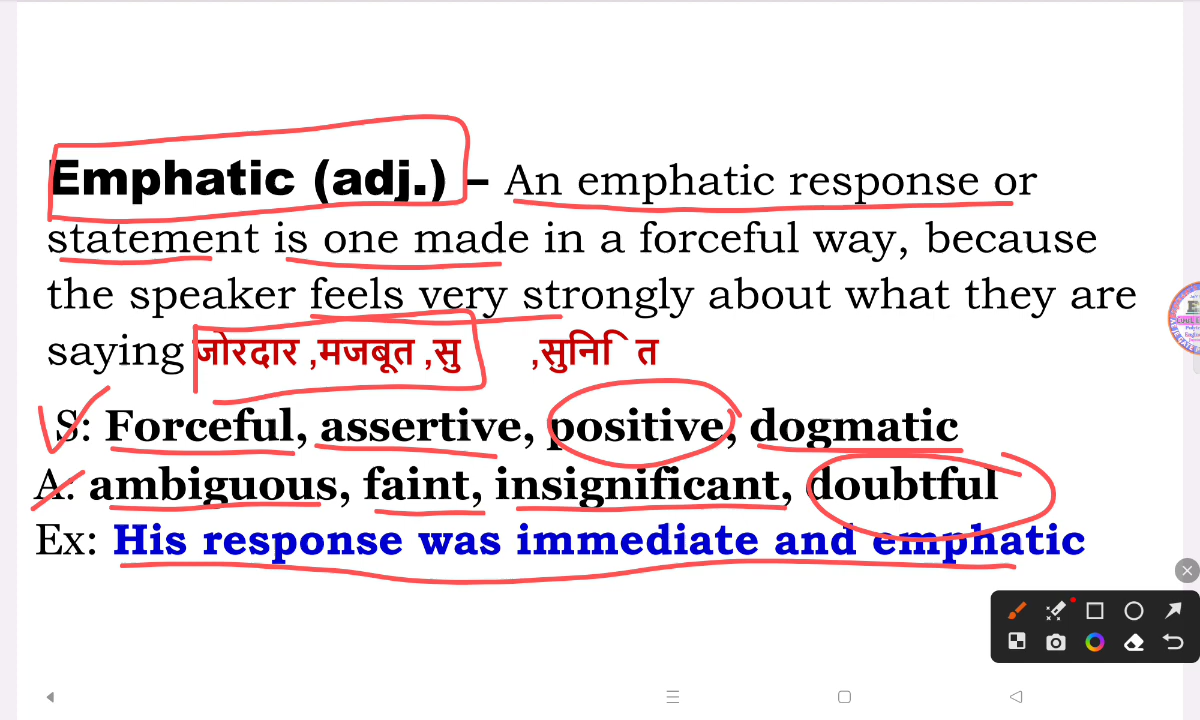 Emphatic (adj.) – An emphatic response or
statement is one made in a forceful way, because
the speaker feels very strongly about what they are
saying जोरदार ,मजबूत ,सु ,सुनि ित
S: Forceful, assertive, positive, dogmatic
A: ambiguous, faint, insignificant, doubtful
Ex: His response was immediate and emphatic